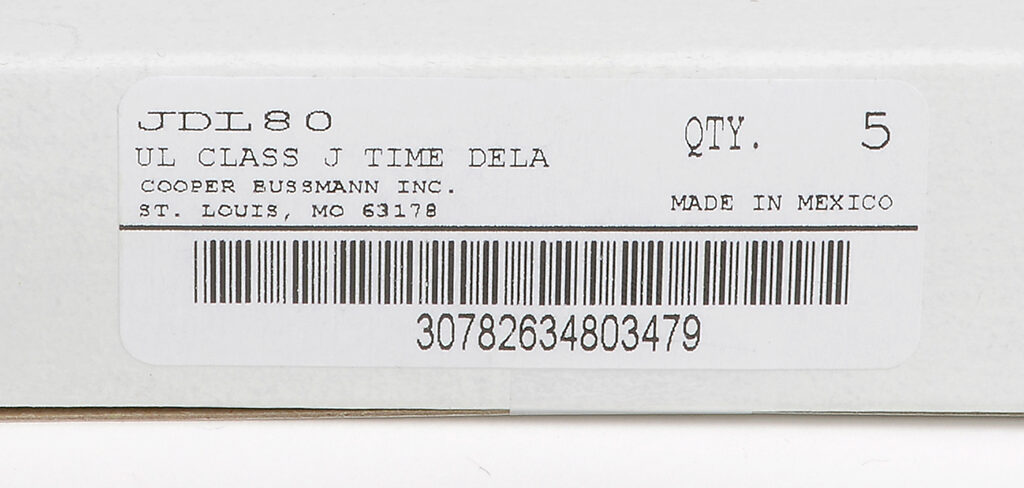 JDL80
QTY. 5
UL CLASS J TIME DELA
COOPER BUSSMANN INC.
ST. LOUIS, MO 63178
MADE IN MEXICO
30782634803479